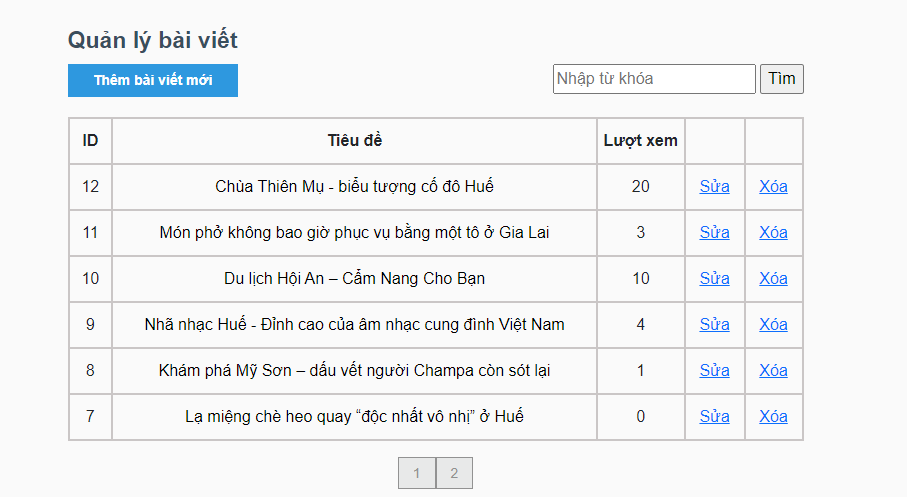 Quản lý bài viết
Thêm bài viết mới
Nhập từ khóa Tìm
ID Tiêu đề Lượt xem
12 Chùa Thiên Mụ - biểu tượng cố đô Huế 20 Sửa Xóa
11 Món phở không bao giờ phục vụ bằng một tô ở Gia Lai 3 Sửa Xóa
10 Du lịch Hội An – Cẩm Nang Cho Bạn 10 Sửa Xóa
9 Nhã nhạc Huế - Đỉnh cao của âm nhạc cung đình Việt Nam 4 Sửa Xóa
8 Khám phá Mỹ Sơn – dấu vết người Champa còn sót lại 1 Sửa Xóa
7 Lạ miệng chè heo quay “độc nhất vô nhị” ở Huế 0 Sửa Xóa
1 2